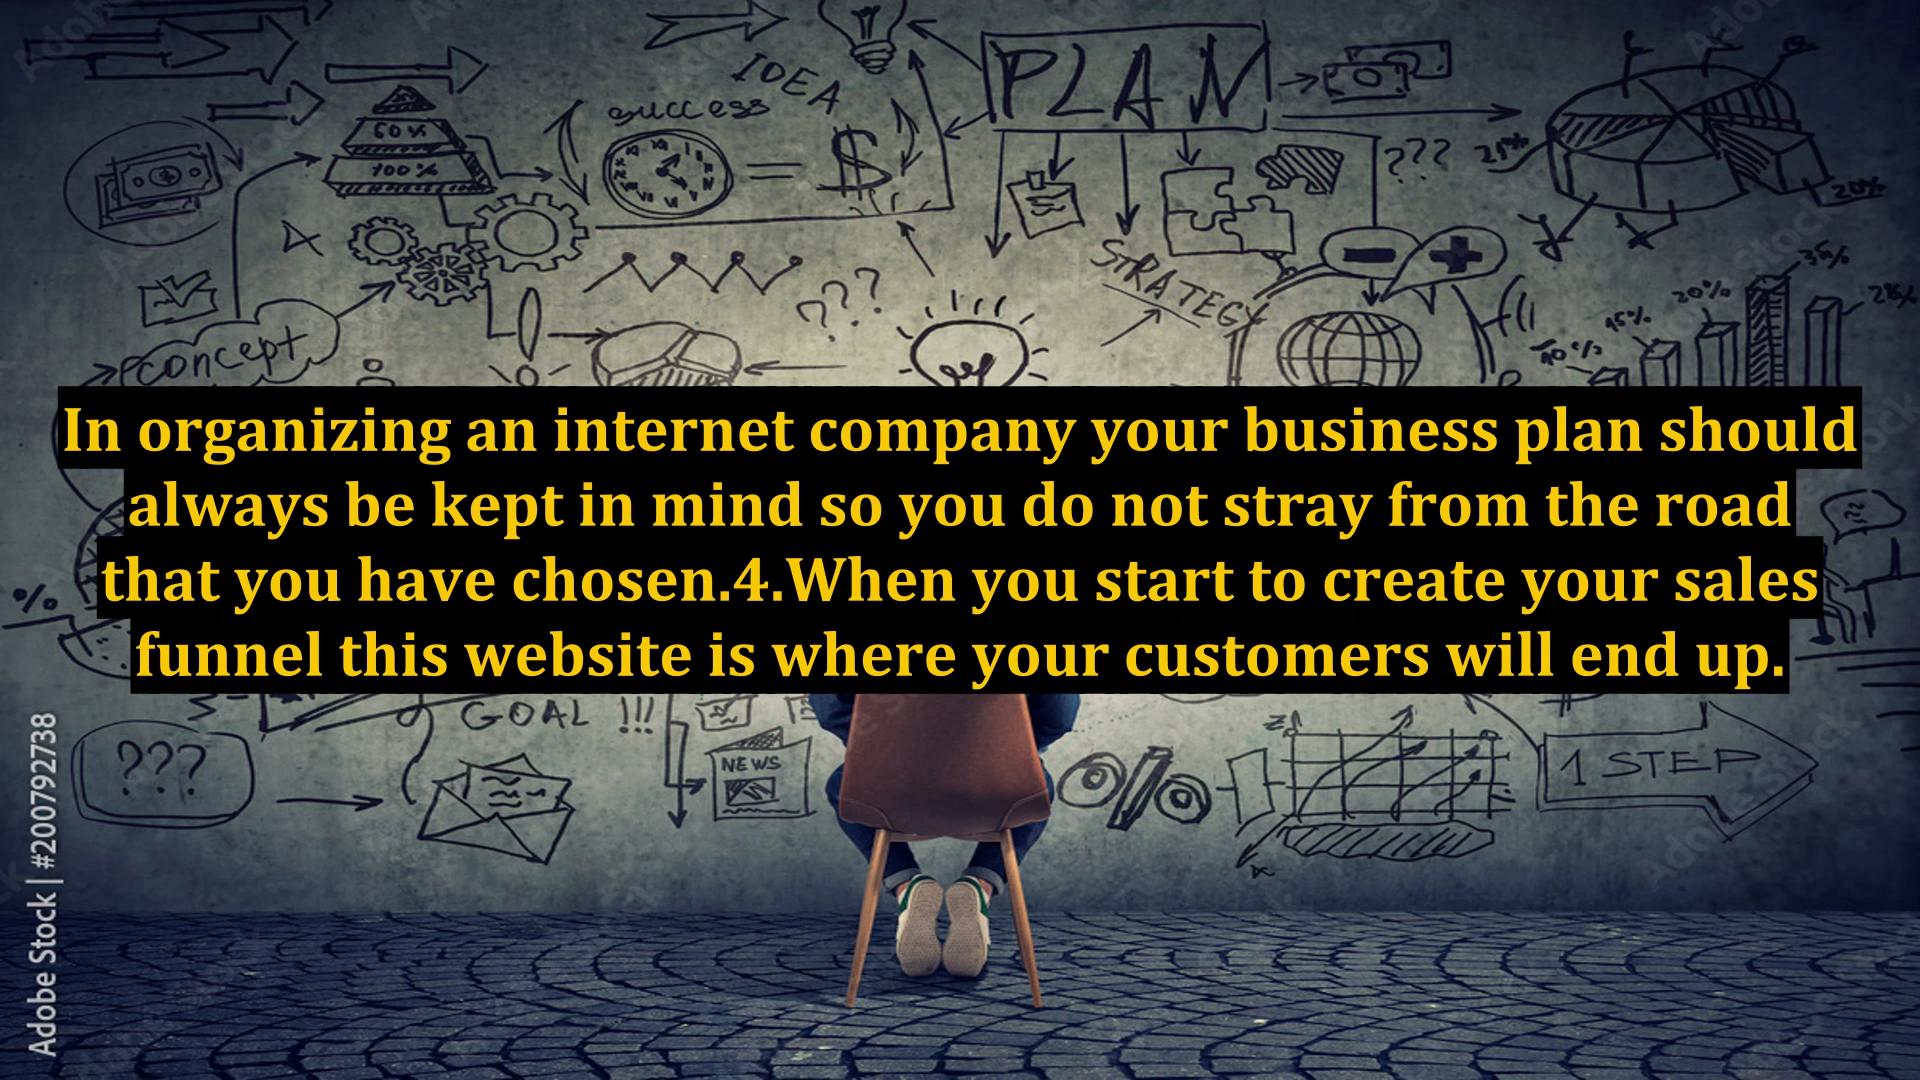 IDEA
PLAN
success
50%
100%
$
???
25%
20%
STRATEGY
35%
20%
15%
10%
???
concept
In organizing an internet company your business plan should
always be kept in mind so you do not stray from the road
that you have chosen.4.When you start to create your sales
funnel this website is where your customers will end up.
%
GOAL !!!
???
NEWS
%
1 STEP
Adobe Stock | #200792738